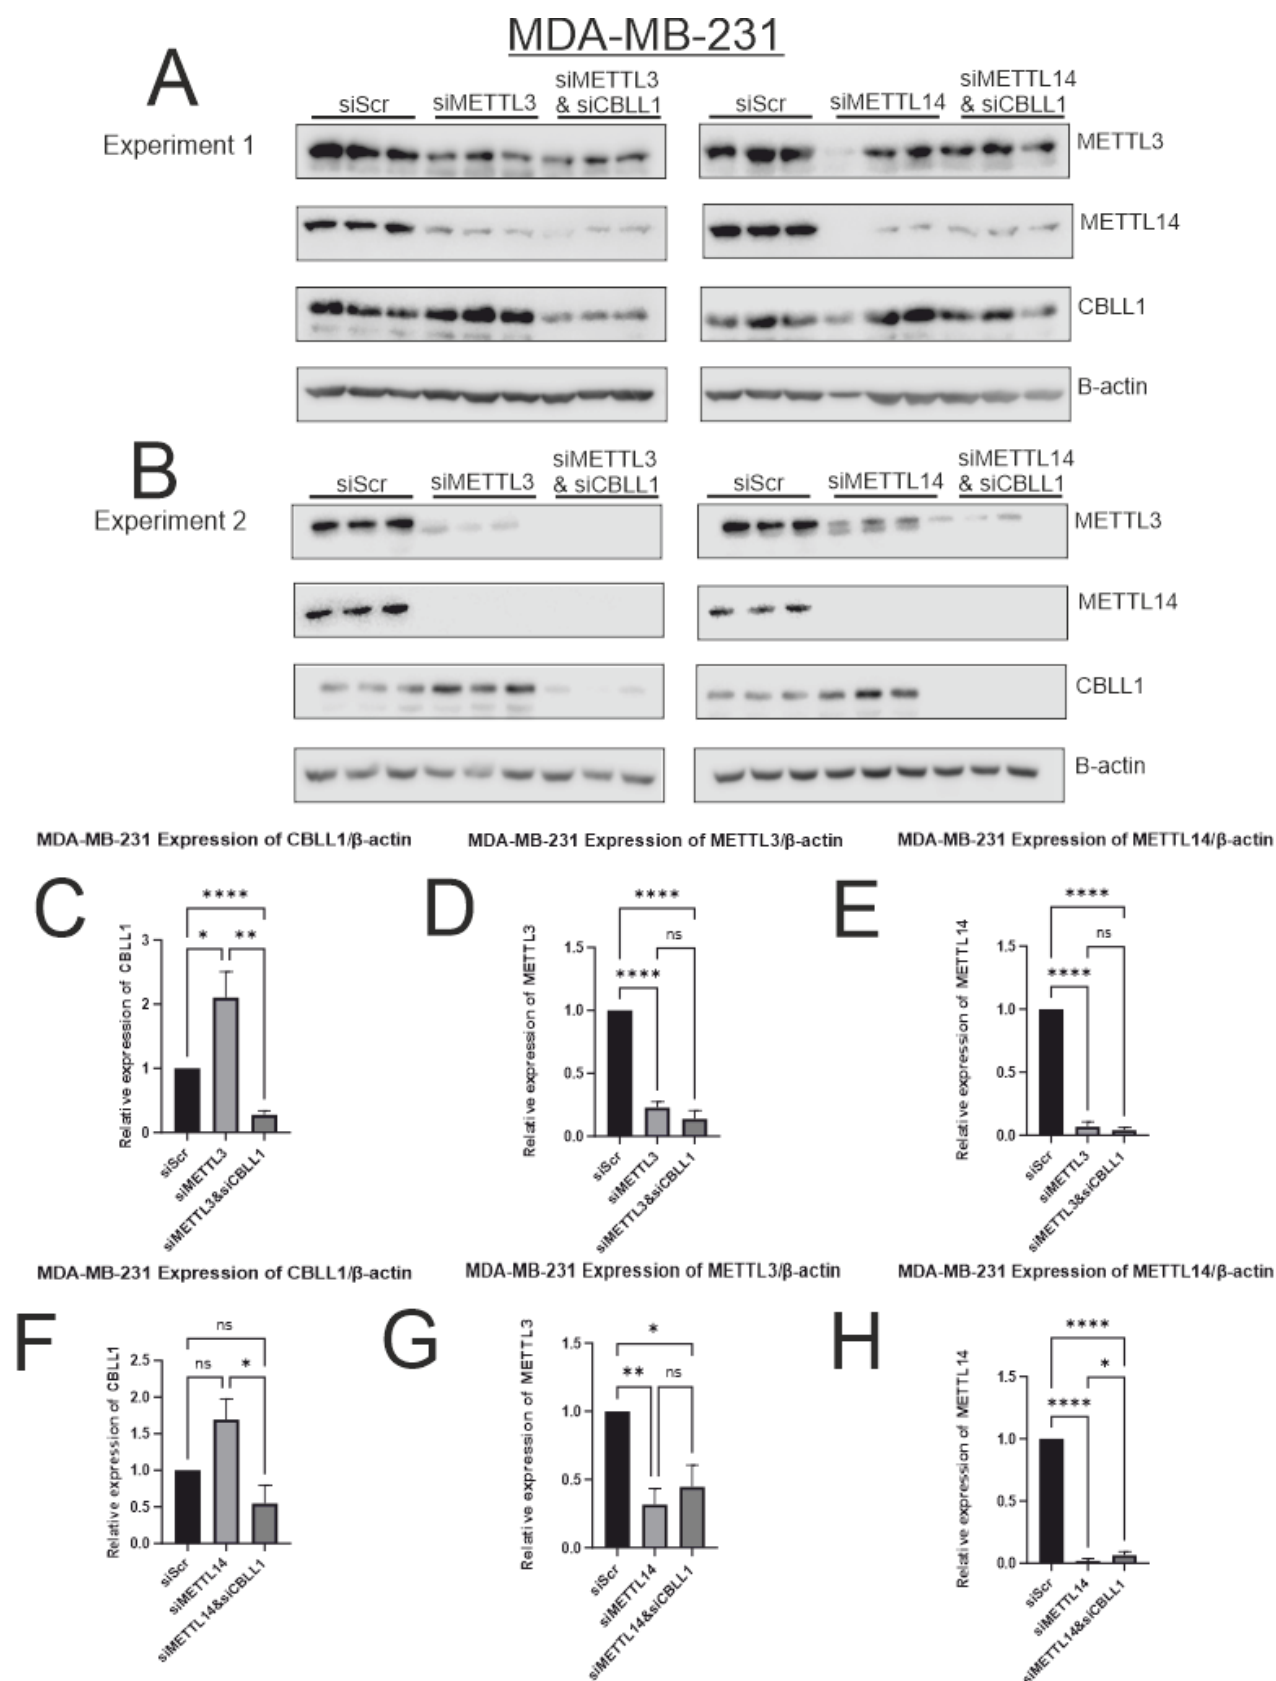 MDA-MB-231
A
Experiment 1
siScr
siMETTL3
siMETTL3
& siCBLL1
siScr
siMETTL14
siMETTL14
& siCBLL1
METTL3
METTL14
CBLL1
B-actin
B
Experiment 2
siScr
siMETTL3
siMETTL3
& siCBLL1
siScr
siMETTL14
siMETTL14
& siCBLL1
METTL3
METTL14
CBLL1
B-actin
MDA-MB-231 Expression of CBLL1/β-actin
C
Relative expression of CBLL1
3
2
1
0
****
*
**
siScr
siMETTL3
siMETTL3&siCBLL1
MDA-MB-231 Expression of METTL3/β-actin
D
Relative expression of METTL3
1.5
1.0
0.5
0.0
****
ns
****
siScr
siMETTL3
siMETTL3&siCBLL1
MDA-MB-231 Expression of METTL14/β-actin
E
Relative expression of METTL14
1.5
1.0
0.5
0.0
****
ns
****
siScr
siMETTL3
siMETTL3&siCBLL1
MDA-MB-231 Expression of CBLL1/β-actin
F
Relative expression of CBLL1
2.5
2.0
1.5
1.0
0.5
0.0
ns
ns
*
siScr
siMETTL14
siMETTL14&siCBLL1
MDA-MB-231 Expression of METTL3/β-actin
G
Relative expression of METTL3
1.5
1.0
0.5
0.0
*
**
ns
siScr
siMETTL14
siMETTL14&siCBLL1
MDA-MB-231 Expression of METTL14/β-actin
H
Relative expression of METTL14
1.5
1.0
0.5
0.0
****
*
****
siScr
siMETTL14
siMETTL14&siCBLL1